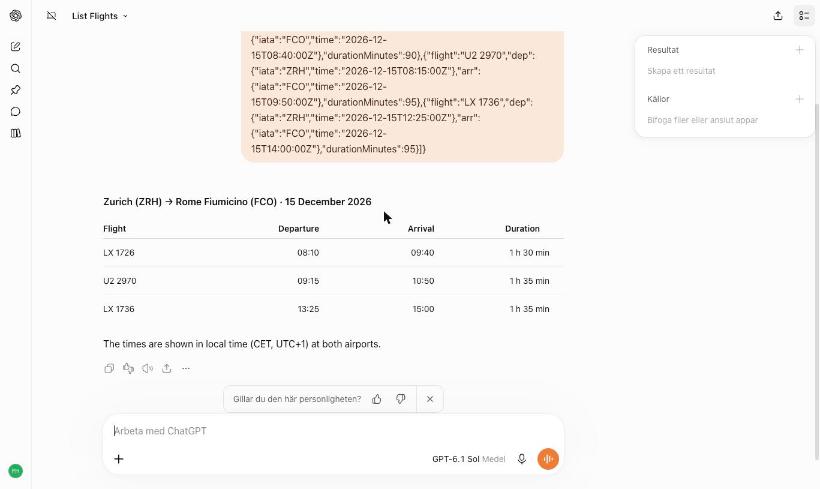 List Flights
{"iata":"FCO","time":"2026-12-
15T08:40:00Z"},"durationMinutes":90},{"flight":"U2 2970","dep":
{"iata":"ZRH","time":"2026-12-15T08:15:00Z"},"arr":
{"iata":"FCO","time":"2026-12-
15T09:50:00Z"},"durationMinutes":95},{"flight":"LX 1736","dep":
{"iata":"ZRH","time":"2026-12-15T12:25:00Z"},"arr":
{"iata":"FCO","time":"2026-12-
15T14:00:00Z"},"durationMinutes":95}]}
Resultat
Skapa ett resultat
Källor
Bifoga filer eller anslut appar
Zurich (ZRH) → Rome Fiumicino (FCO) · 15 December 2026
Flight Departure Arrival Duration
LX 1726 08:10 09:40 1 h 30 min
U2 2970 09:15 10:50 1 h 35 min
LX 1736 13:25 15:00 1 h 35 min
The times are shown in local time (CET, UTC+1) at both airports.
Gillar du den här personligheten?
Arbeta med ChatGPT
GPT-6.1 Sol Medel